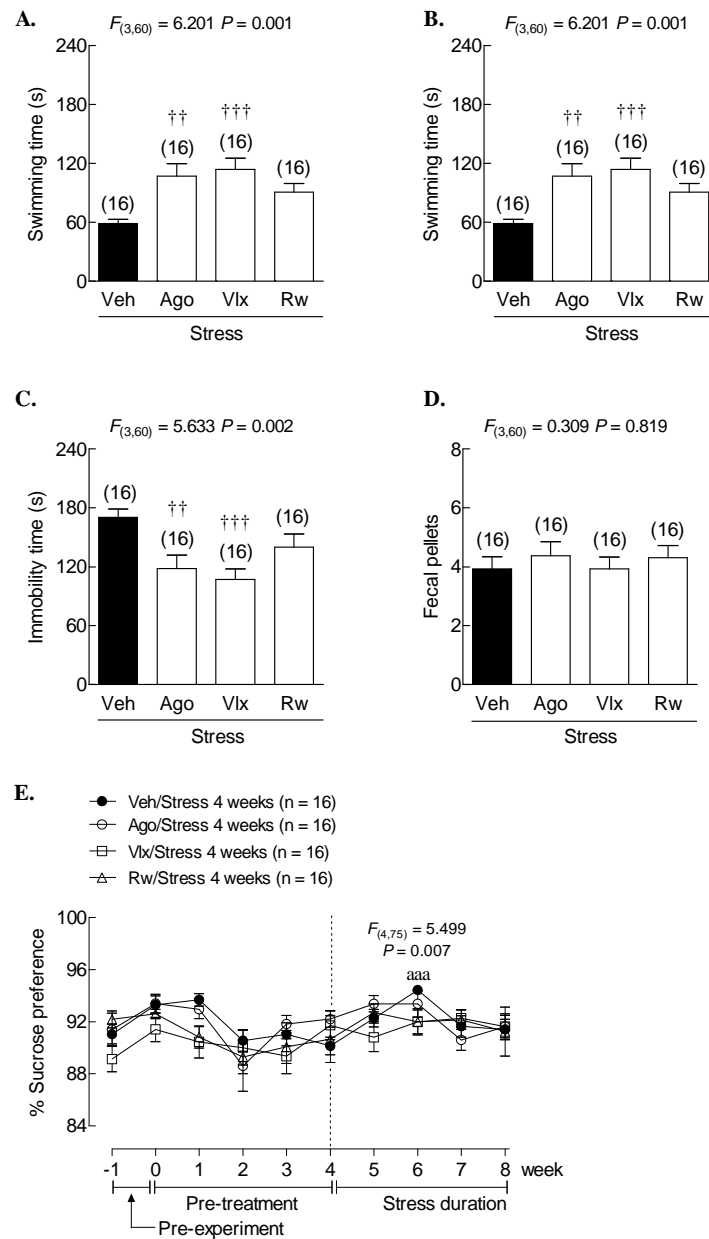 A.
F(3,60) = 6.201 P = 0.001
Swimming time (s)
240
180
120
60
0
(16)
††
(16)
†††
(16)
(16)
Veh Ago Vlx Rw
Stress
B.
F(3,60) = 6.201 P = 0.001
Swimming time (s)
240
180
120
60
0
(16)
††
(16)
†††
(16)
(16)
Veh Ago Vlx Rw
Stress
C.
F(3,60) = 5.633 P = 0.002
Immobility time (s)
240
180
120
60
0
(16)
††
(16)
†††
(16)
(16)
Veh Ago Vlx Rw
Stress
D.
F(3,60) = 0.309 P = 0.819
Fecal pellets
8
6
4
2
0
(16)
(16)
(16)
(16)
Veh Ago Vlx Rw
Stress
E.
Veh/Stress 4 weeks (n = 16)
Ago/Stress 4 weeks (n = 16)
Vlx/Stress 4 weeks (n = 16)
Rw/Stress 4 weeks (n = 16)
% Sucrose preference
100
96
92
88
84
F(4,75) = 5.499
P = 0.007
aaa
-1 0 1 2 3 4 5 6 7 8 week
Pre-treatment Stress duration
Pre-experiment